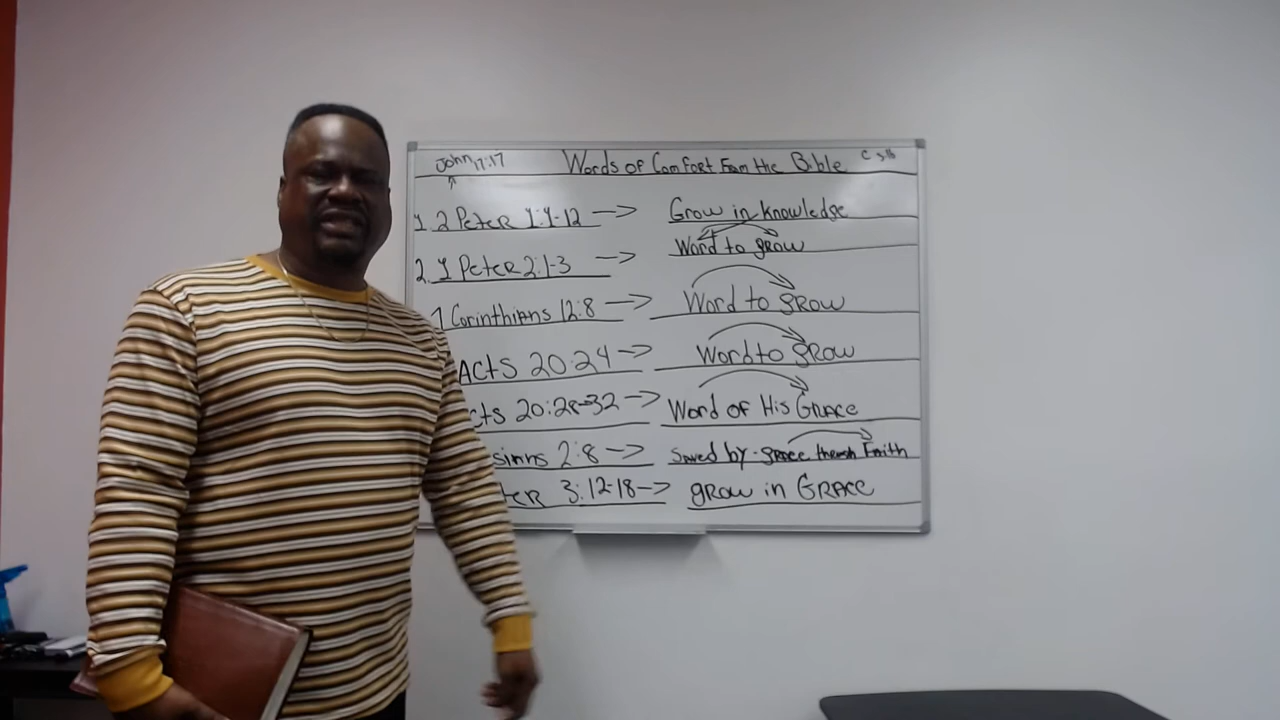 John 17:17 Words of Comfort From the Bible
1. 2 Peter 1:1-12 → Grow in Knowledge
2. 1 Peter 2:1-3 → Word to grow
1 Corinthians 12:8 → Word to grow
Acts 20:24 → Word to grow
cts 20:28-32 → Word of His Grace
sians 2:8 → Saved by - grace through Faith
ter 3:12-18 → grow in Grace